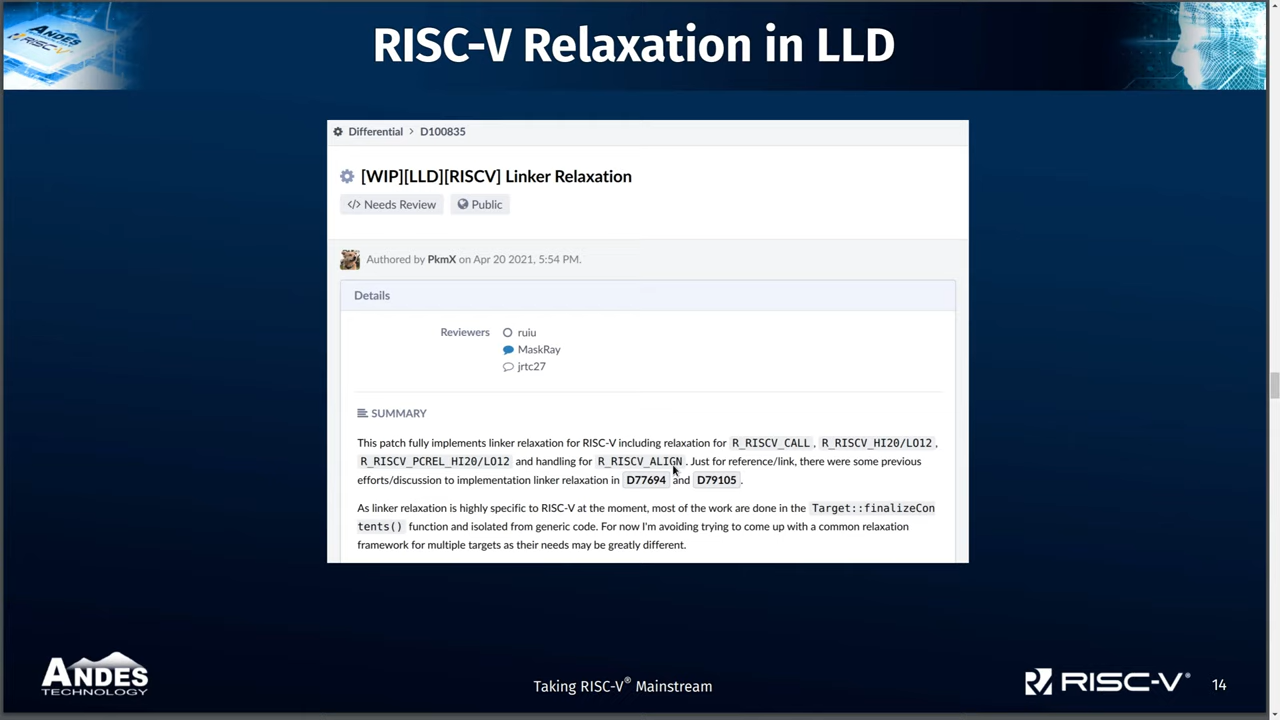 ANDES
RISC-V
RISC-V Relaxation in LLD
Differential > D100835
[WIP][LLD][RISCV] Linker Relaxation
</> Needs Review Public
Authored by PkmX on Apr 20 2021, 5:54 PM.
Details
Reviewers ruiu
MaskRay
jrtc27
SUMMARY
This patch fully implements linker relaxation for RISC-V including relaxation for R_RISCV_CALL, R_RISCV_HI20/LO12,
R_RISCV_PCREL_HI20/LO12 and handling for R_RISCV_ALIGN. Just for reference/link, there were some previous
efforts/discussion to implementation linker relaxation in D77694 and D79105.
As linker relaxation is highly specific to RISC-V at the moment, most of the work are done in the Target::finalizeCon
tents() function and isolated from generic code. For now I'm avoiding trying to come up with a common relaxation
framework for multiple targets as their needs may be greatly different.
ANDES
TECHNOLOGY
Taking RISC-V® Mainstream
RISC-V®
14